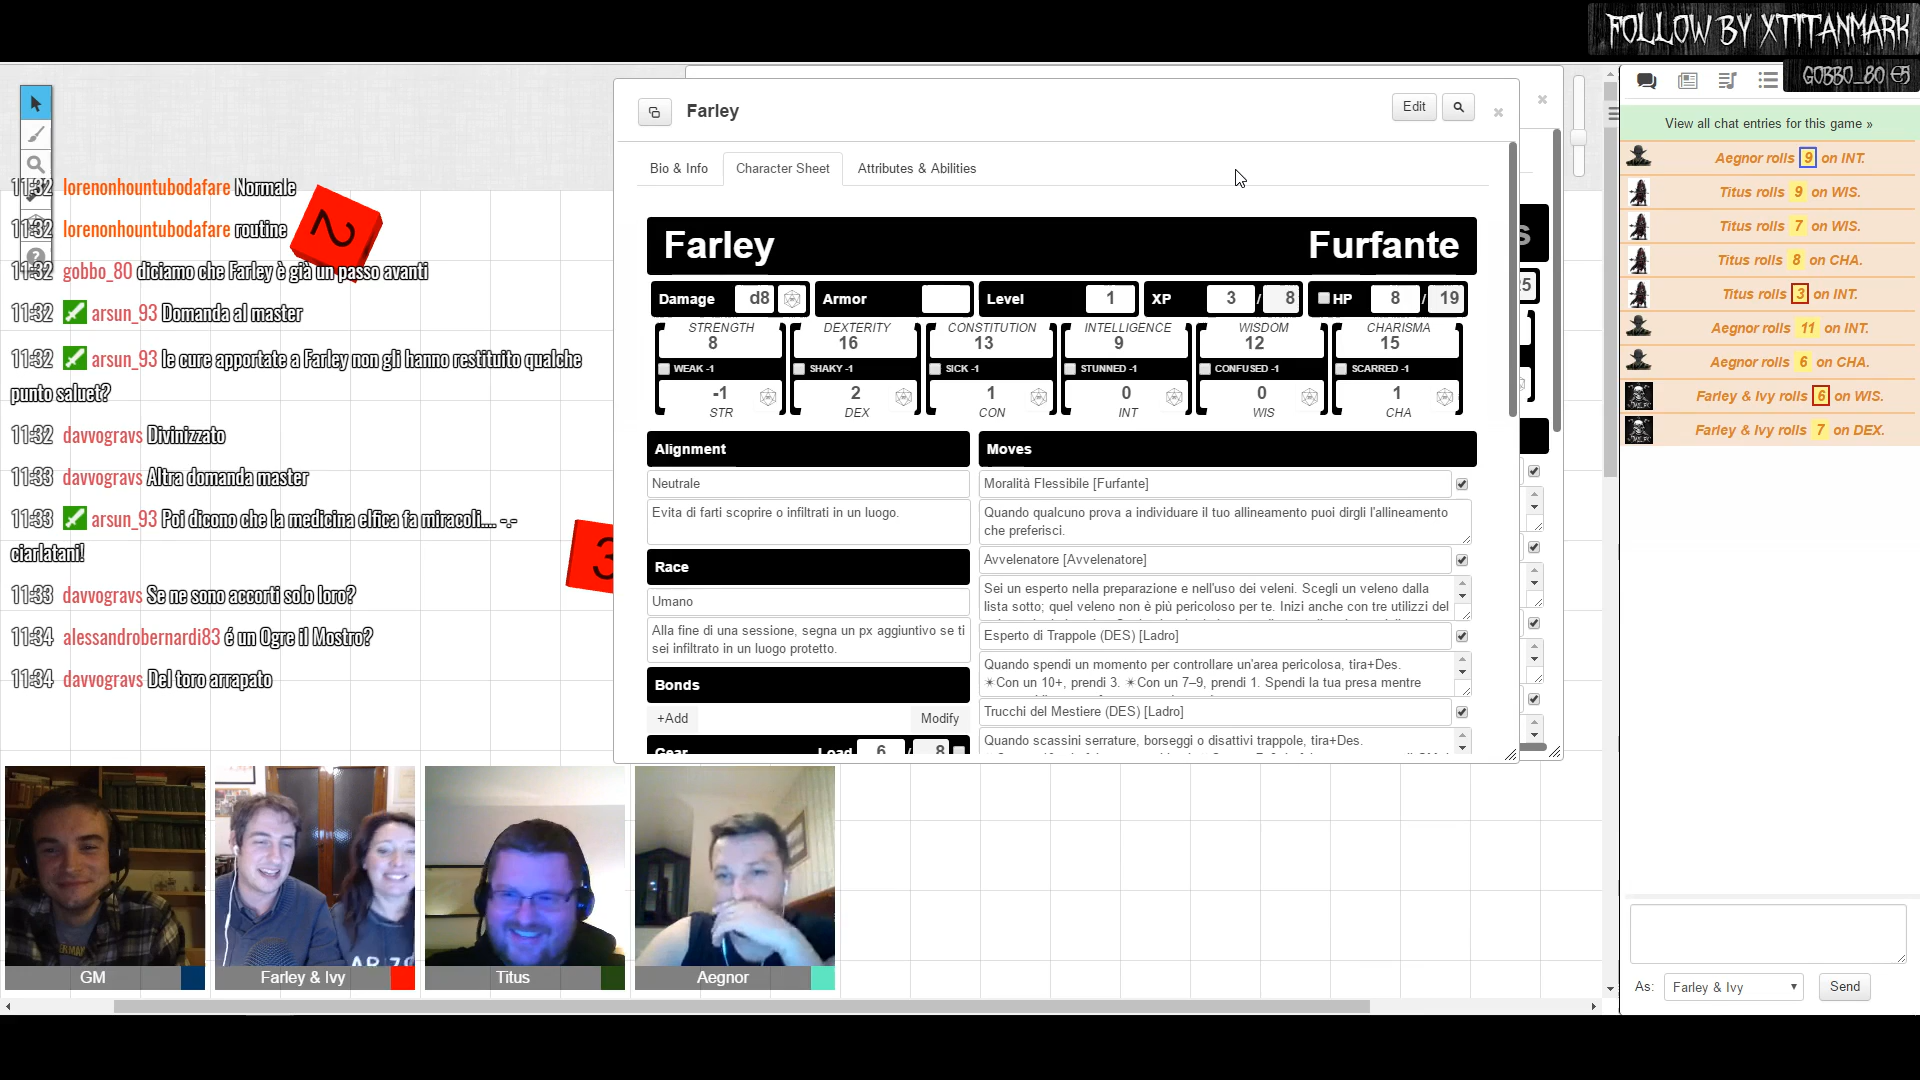 FOLLOW BY XTITANMARK
GOBBO_80
11:32 lorenonhountubodafare Normale
11:32 lorenonhountubodafare routine
11:32 gobbo_80 diciamo che Farley è già un passo avanti
11:32 arsun_93 Domanda al master
11:32 arsun_93 le cure apportate a Farley non gli hanno restituito qualche
punto saluet?
11:32 davvogravs Divinizzato
11:33 davvogravs Altra domanda master
11:33 arsun_93 Poi dicono che la medicina elfica fa miracoli.... -,-
ciarlatani!
11:33 davvogravs Se ne sono accorti solo loro?
11:34 alessandrobernardi83 é un Ogre il Mostro?
11:34 davvogravs Del toro arrapato
2
3
Farley
Edit
Bio & Info
Character Sheet
Attributes & Abilities
Farley
Furfante
Damage d8
Armor
Level 1
XP 3 / 8
HP 8 / 19
STRENGTH
8
WEAK -1
-1
STR
DEXTERITY
16
SHAKY -1
2
DEX
CONSTITUTION
13
SICK -1
1
CON
INTELLIGENCE
9
STUNNED -1
0
INT
WISDOM
12
CONFUSED -1
0
WIS
CHARISMA
15
SCARRED -1
1
CHA
Alignment
Neutrale
Evita di farti scoprire o infiltrati in un luogo.
Race
Umano
Alla fine di una sessione, segna un px aggiuntivo se ti
sei infiltrato in un luogo protetto.
Bonds
+Add
Modify
Gear
Load 6 / 8
Moves
Moralità Flessibile [Furfante]
Quando qualcuno prova a individuare il tuo allineamento puoi dirgli l'allineamento
che preferisci.
Avvelenatore [Avvelenatore]
Sei un esperto nella preparazione e nell'uso dei veleni. Scegli un veleno dalla
lista sotto; quel veleno non è più pericoloso per te. Inizi anche con tre utilizzi del
Esperto di Trappole (DES) [Ladro]
Quando spendi un momento per controllare un'area pericolosa, tira+Des.
✶Con un 10+, prendi 3. ✶Con un 7–9, prendi 1. Spendi la tua presa mentre
Trucchi del Mestiere (DES) [Ladro]
Quando scassini serrature, borseggi o disattivi trappole, tira+Des.
s
5
View all chat entries for this game »
Aegnor rolls 9 on INT.
Titus rolls 9 on WIS.
Titus rolls 7 on WIS.
Titus rolls 8 on CHA.
Titus rolls 3 on INT.
Aegnor rolls 11 on INT.
Aegnor rolls 6 on CHA.
Farley & Ivy rolls 6 on WIS.
Farley & Ivy rolls 7 on DEX.
As: Farley & Ivy
Send
GM
Farley & Ivy
Titus
Aegnor